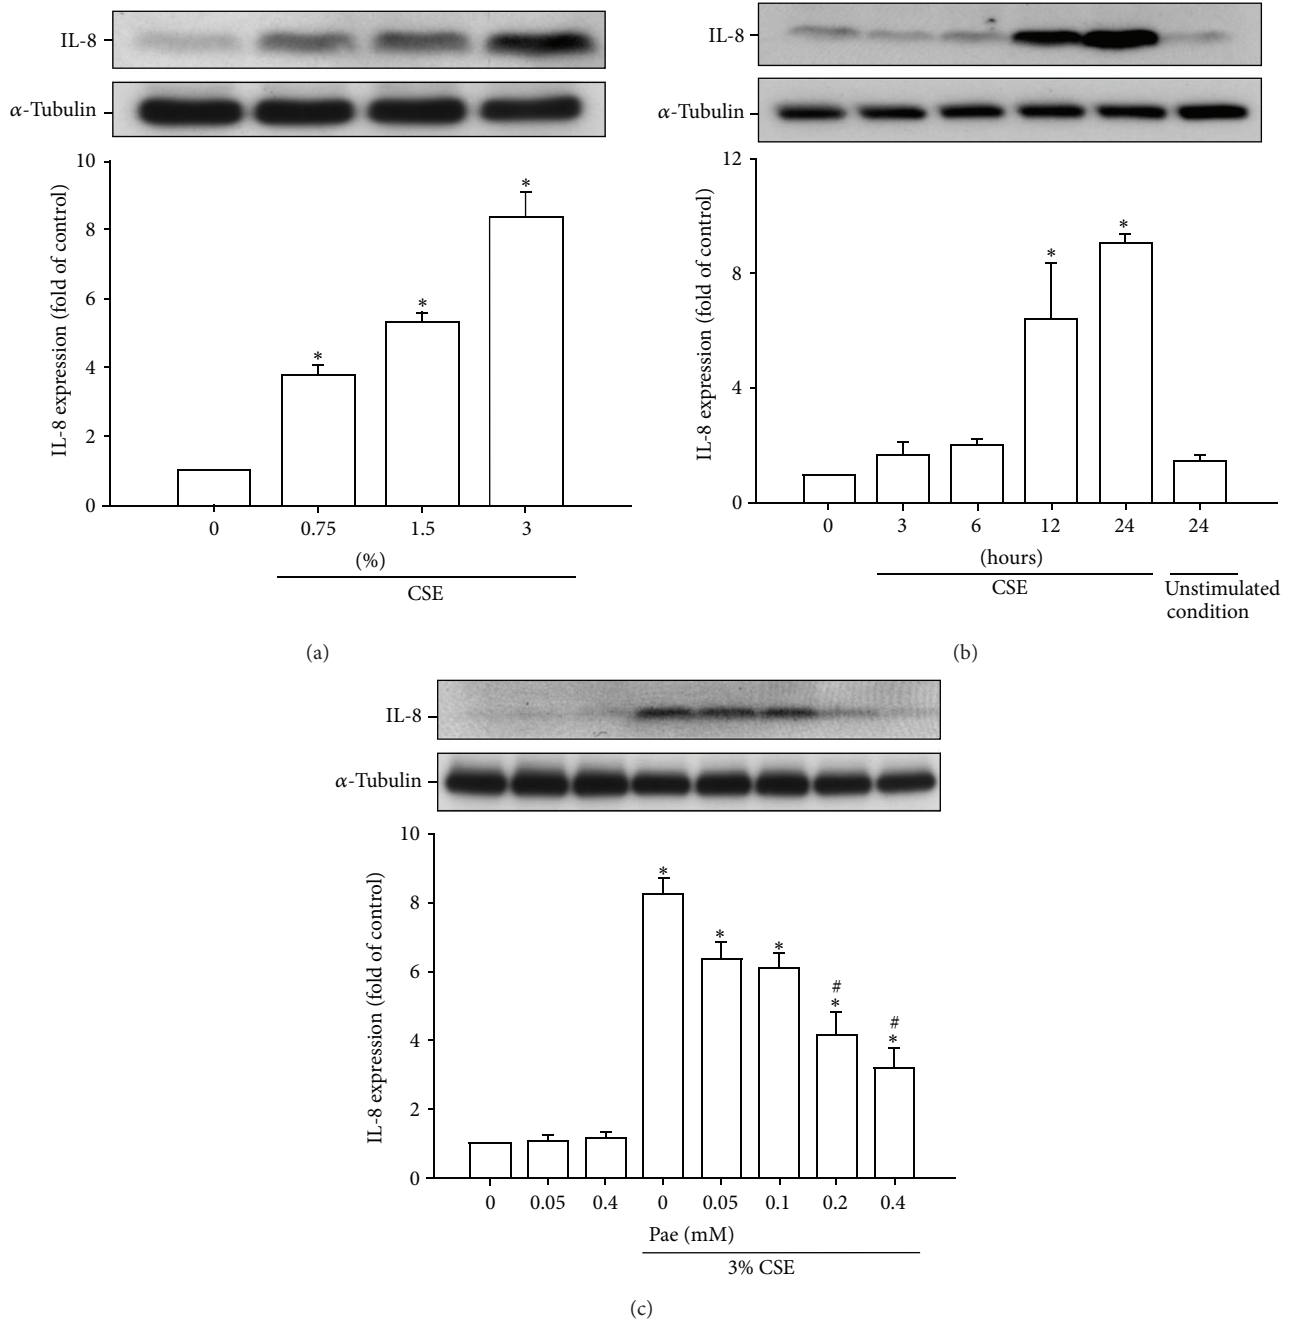 IL-8
α-Tubulin
IL-8 expression (fold of control)
10
8
6
4
2
0
* * *
0 0.75 1.5 3
(%)
CSE
(a)
IL-8
α-Tubulin
IL-8 expression (fold of control)
12
8
4
0
* *
0 3 6 12 24 24
(hours)
CSE
Unstimulated
condition
(b)
IL-8
α-Tubulin
IL-8 expression (fold of control)
10
8
6
4
2
0
* * * # * # *
0 0.05 0.4 0 0.05 0.1 0.2 0.4
Pae (mM)
3% CSE
(c)